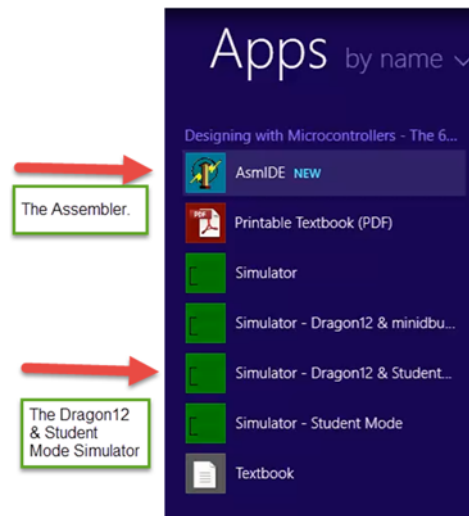 Apps by name
Designing with Microcontrollers - The 6...
AsmIDE NEW
The Assembler.
PDF
Printable Textbook (PDF)
Simulator
Simulator - Dragon12 & minidbu...
Simulator - Dragon12 & Student...
The Dragon12
& Student
Mode Simulator
Simulator - Student Mode
Textbook